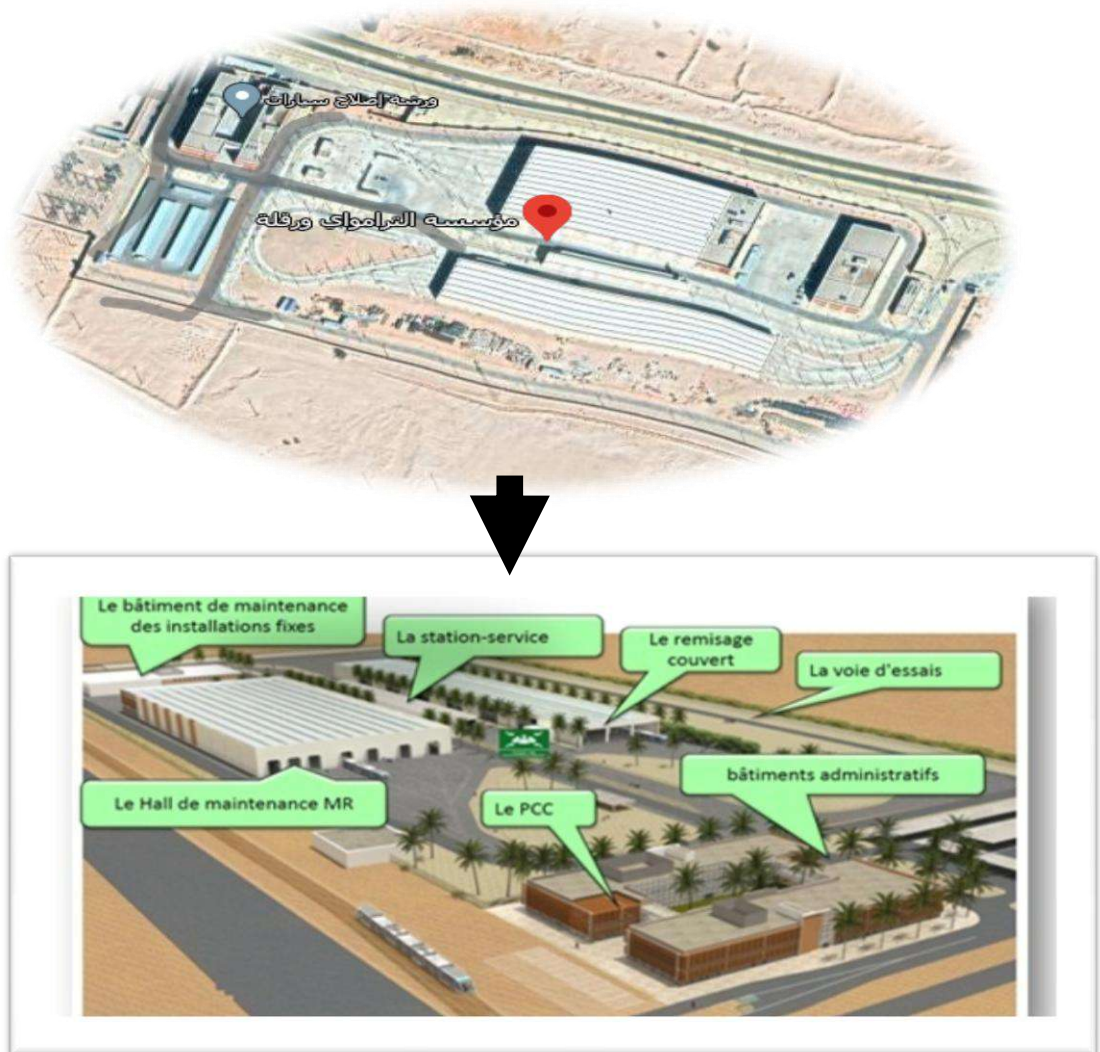 ورشة إصلاح سيارات
مؤسسة الترامواي ورقلة
Le bâtiment de maintenance
des installations fixes
La station-service
Le remisage
couvert
La voie d'essais
bâtiments administratifs
Le Hall de maintenance MR
Le PCC